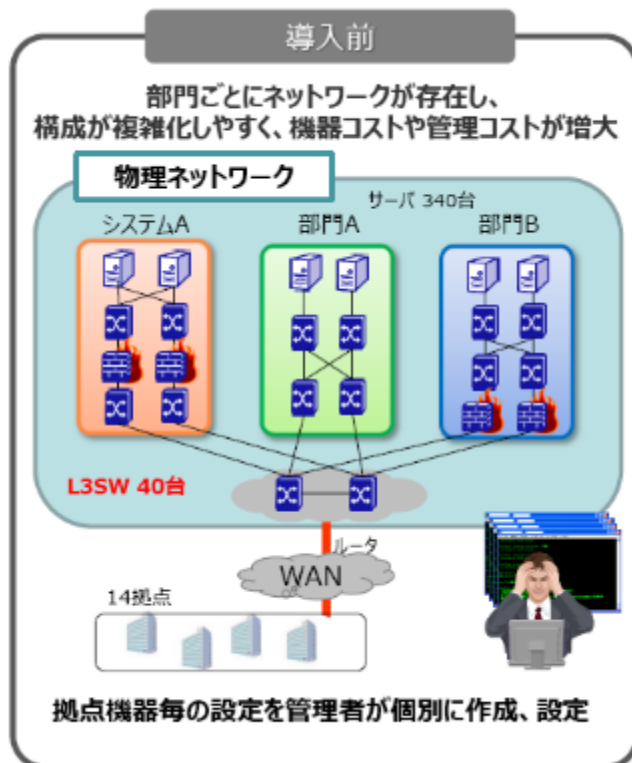 導入前
部門ごとにネットワークが存在し、
構成が複雑化しやすく、機器コストや管理コストが増大
物理ネットワーク
サーバ 340台
システムA
部門A
部門B
L3SW 40台
ルータ
WAN
14拠点
拠点機器毎の設定を管理者が個別に作成、設定